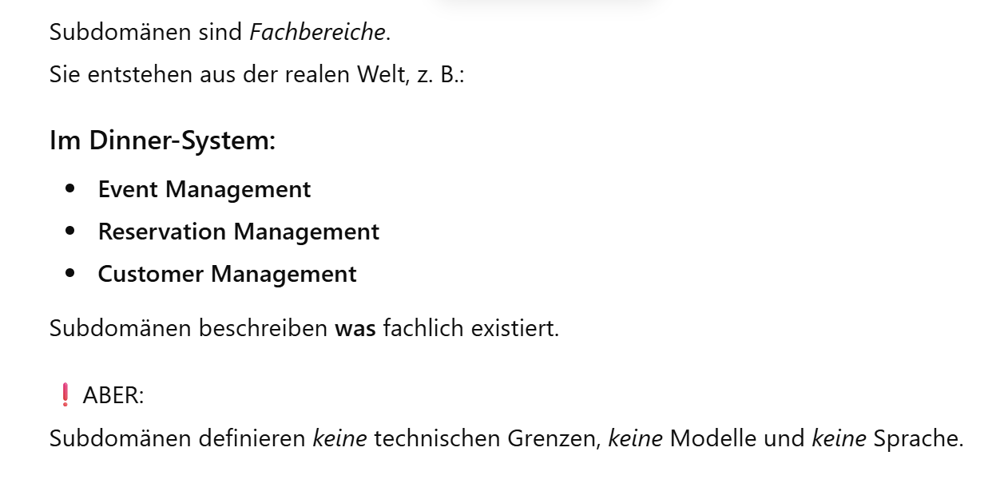 Subdomänen sind Fachbereiche.
Sie entstehen aus der realen Welt, z. B.:
Im Dinner-System:
• Event Management
• Reservation Management
• Customer Management
Subdomänen beschreiben was fachlich existiert.
❗ ABER:
Subdomänen definieren keine technischen Grenzen, keine Modelle und keine Sprache.